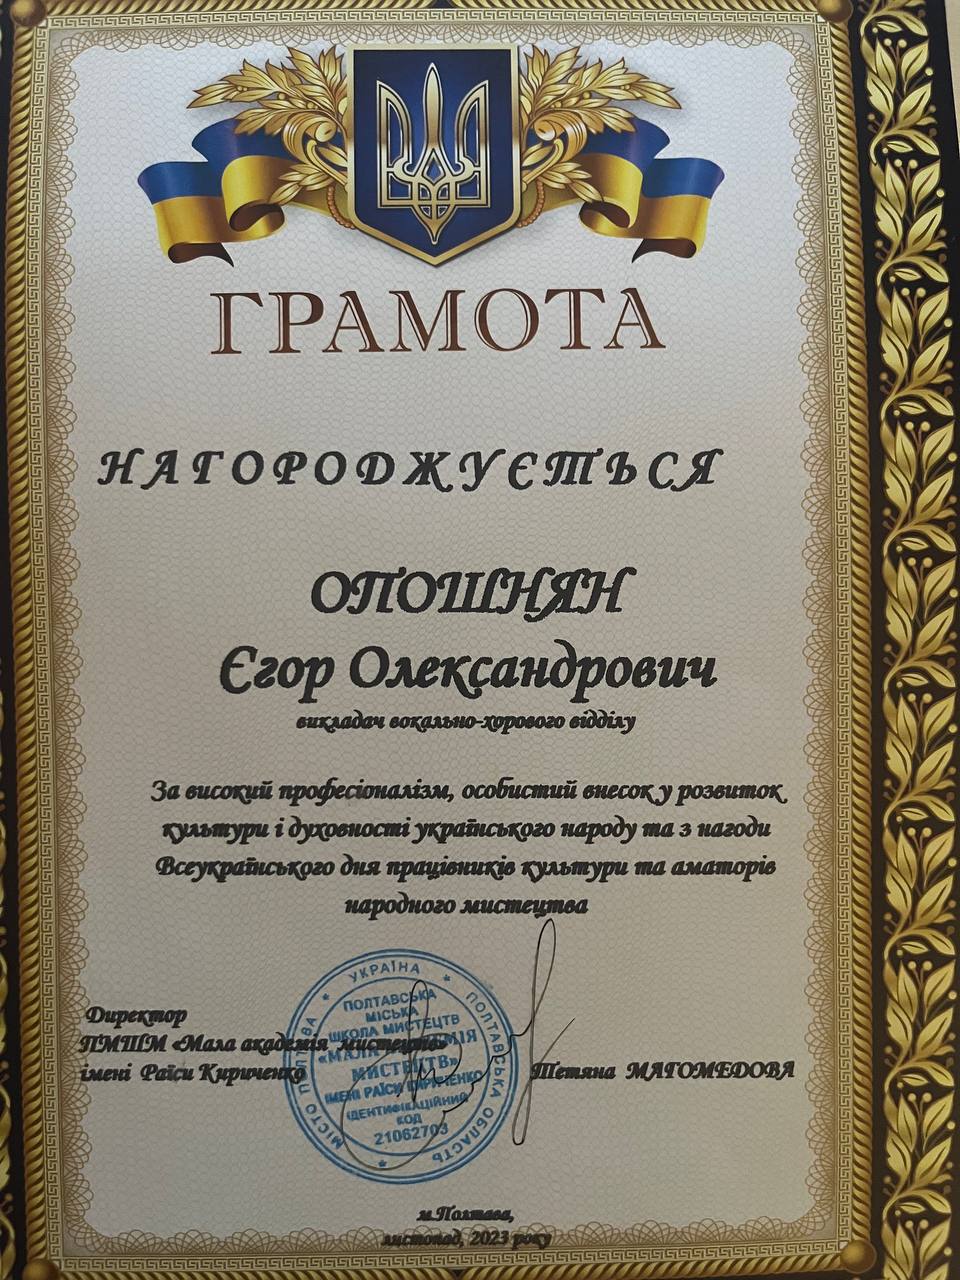 ГРАМОТА
НАГОРОДЖУЄТЬСЯ
ОПОШНЯН
Єгор Олександрович
викладач вокально-хорового відділу
За високий професіоналізм, особистий внесок у розвиток
культури і духовності українського народу та з нагоди
Всеукраїнського дня працівників культури та аматорів
народного мистецтва
Директор
ПМШМ «Мала академія мистецтв»
імені Раїси Кириченко
Тетяна МАГОМЕДОВА
УКРАЇНА * ПОЛТАВСЬКА ОБЛАСТЬ * МІСТО ПОЛТАВА *
ПОЛТАВСЬКА
МІСЬКА
ШКОЛА МИСТЕЦТВ
«МАЛА АКАДЕМІЯ
МИСТЕЦТВ»
ІМЕНІ РАЇСИ КИРИЧЕНКО
ІДЕНТИФІКАЦІЙНИЙ
КОД
21062703
м.Полтава,
листопад, 2023 року